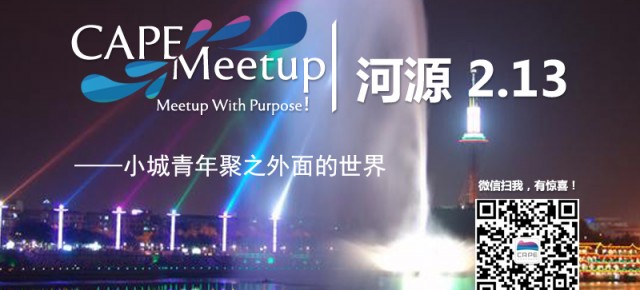 CAPE
Meetup
Meetup With Purpose!
河源 2.13
——小城青年聚之外面的世界
微信扫我，有惊喜！
CAPE